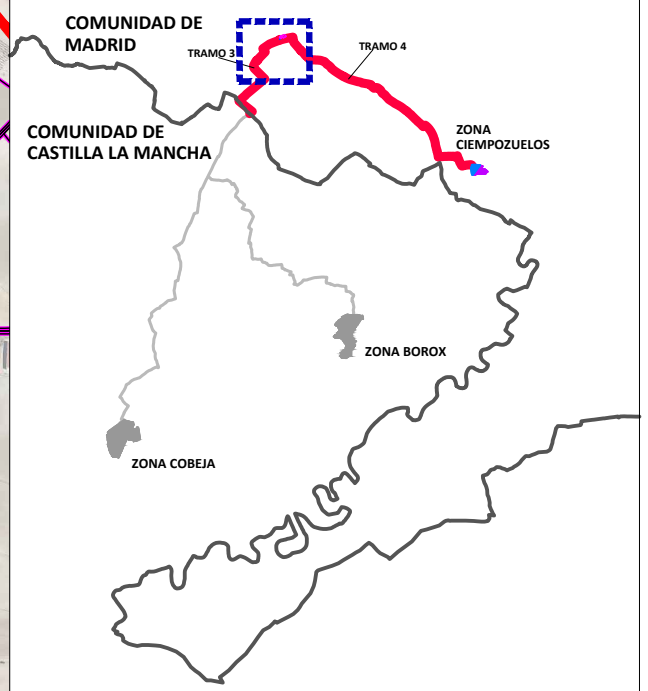 COMUNIDAD DE
MADRID
TRAMO 3
TRAMO 4
COMUNIDAD DE
CASTILLA LA MANCHA
ZONA
CIEMPOZUELOS
ZONA BOROX
ZONA COBEJA